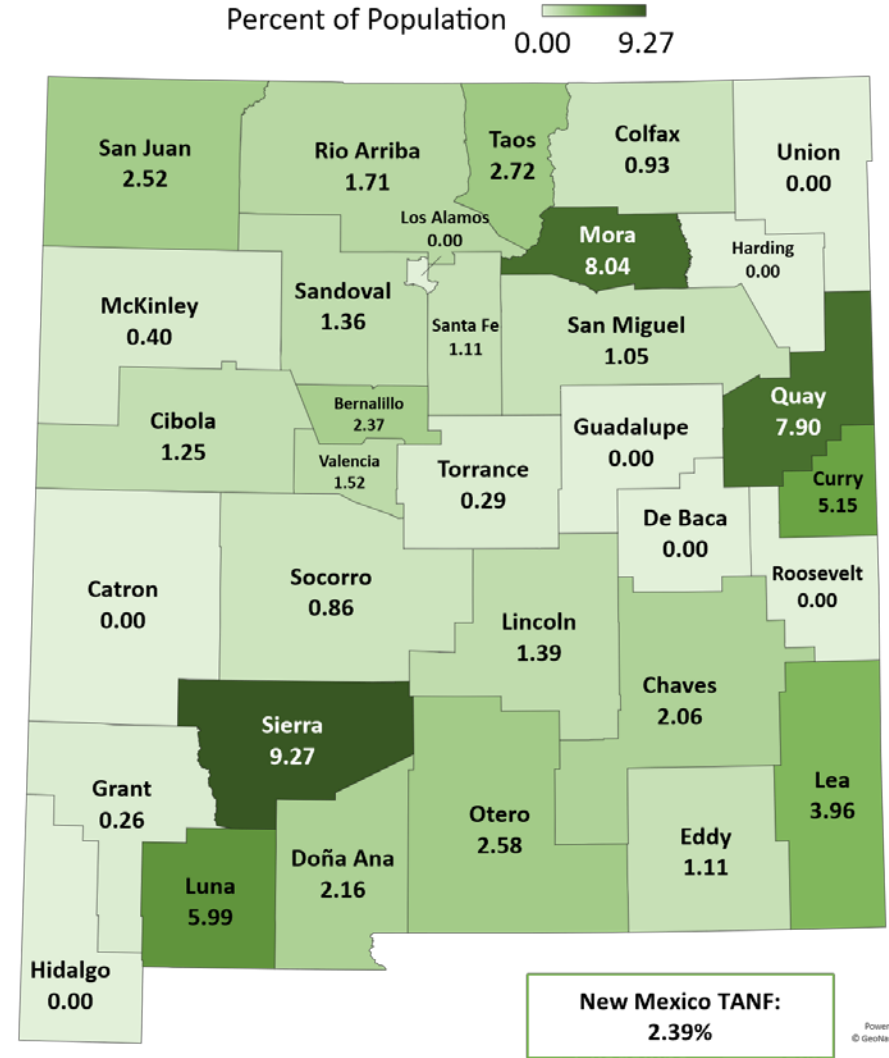 Percent of Population
0.00 9.27
San Juan
2.52
Rio Arriba
1.71
Taos
2.72
Colfax
0.93
Union
0.00
Los Alamos
0.00
Mora
8.04
Harding
0.00
McKinley
0.40
Sandoval
1.36
Santa Fe
1.11
San Miguel
1.05
Quay
7.90
Cibola
1.25
Bernalillo
2.37
Valencia
1.52
Torrance
0.29
Guadalupe
0.00
Curry
5.15
De Baca
0.00
Roosevelt
0.00
Catron
0.00
Socorro
0.86
Lincoln
1.39
Chaves
2.06
Sierra
9.27
Grant
0.26
Luna
5.99
Doña Ana
2.16
Otero
2.58
Eddy
1.11
Lea
3.96
Hidalgo
0.00
New Mexico TANF:
2.39%
Power
© GeoNa